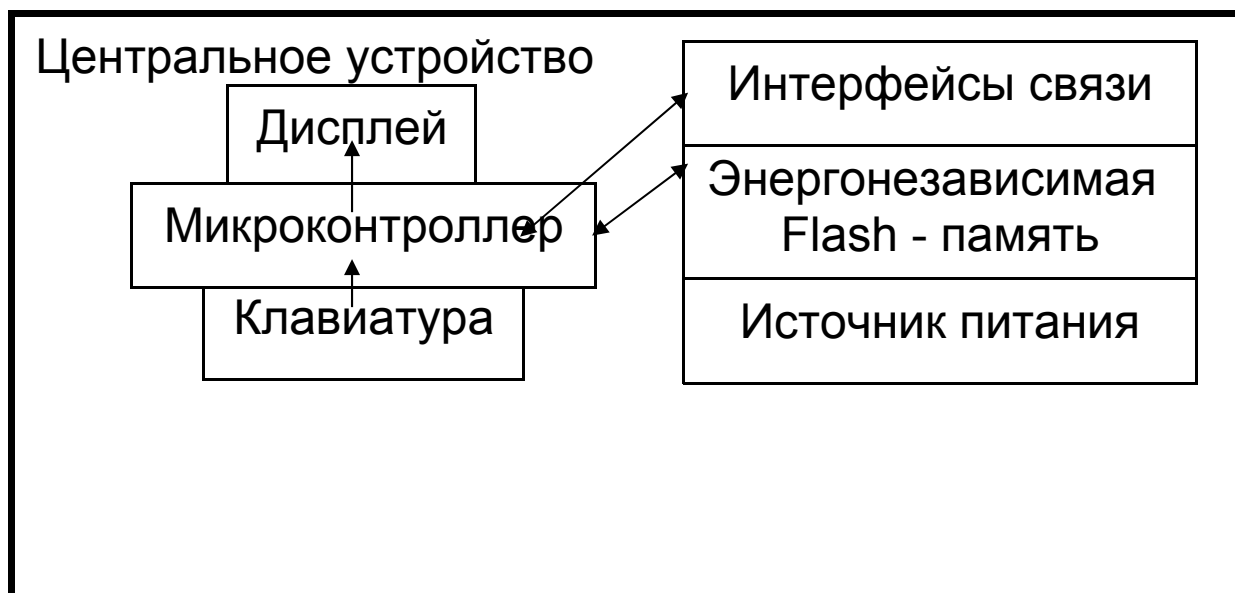 Центральное устройство
Дисплей
Микроконтроллер
Клавиатура
Интерфейсы связи
Энергонезависимая
Flash - память
Источник питания